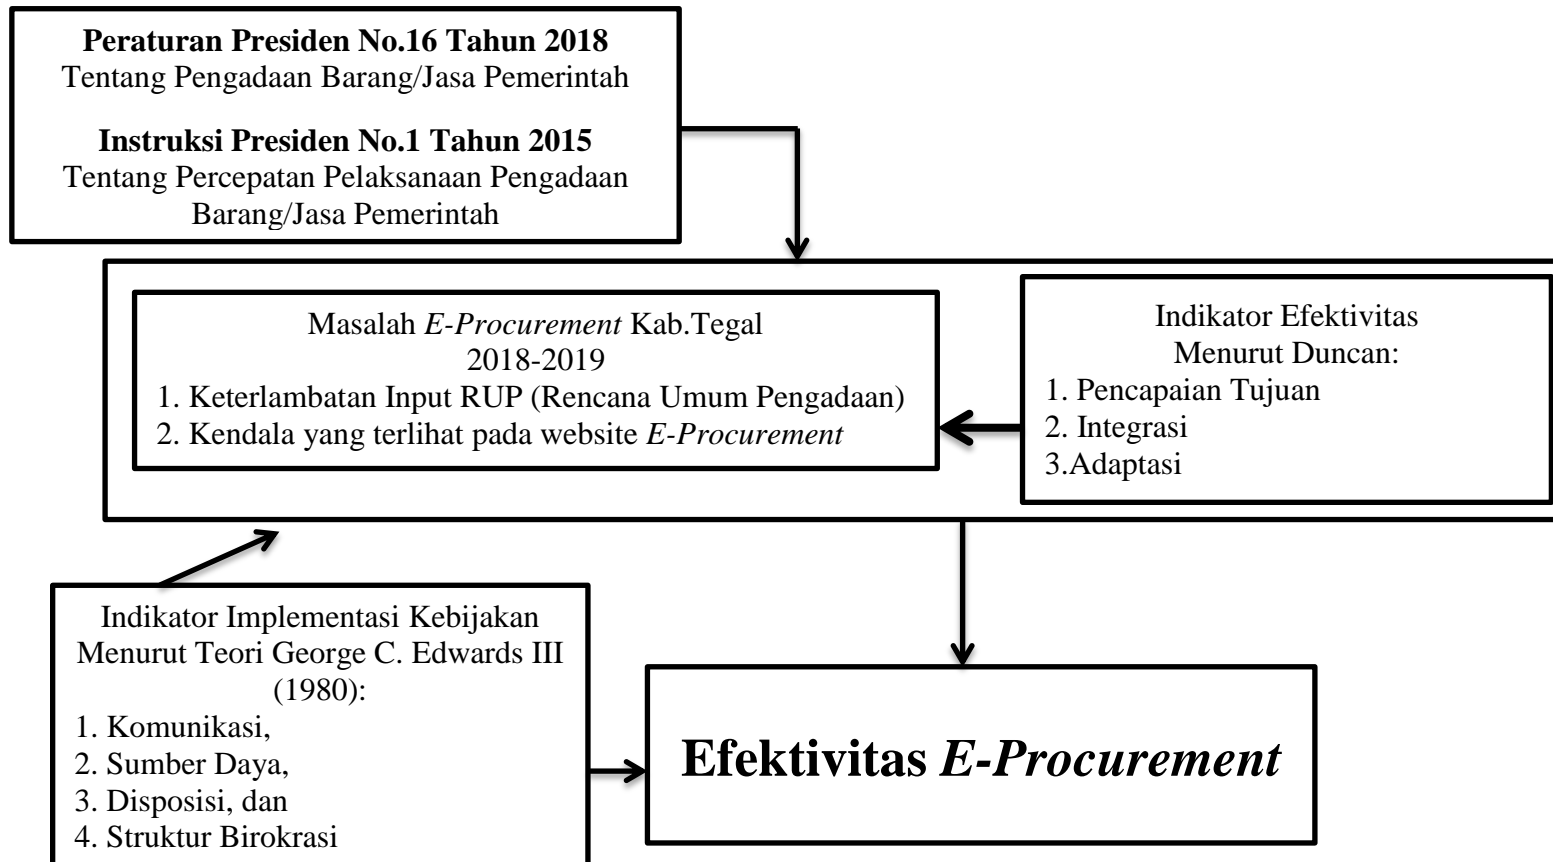 Peraturan Presiden No.16 Tahun 2018
Tentang Pengadaan Barang/Jasa Pemerintah
Instruksi Presiden No.1 Tahun 2015
Tentang Percepatan Pelaksanaan Pengadaan
Barang/Jasa Pemerintah
Masalah E-Procurement Kab.Tegal
2018-2019
1. Keterlambatan Input RUP (Rencana Umum Pengadaan)
2. Kendala yang terlihat pada website E-Procurement
Indikator Efektivitas
Menurut Duncan:
1. Pencapaian Tujuan
2. Integrasi
3.Adaptasi
Indikator Implementasi Kebijakan
Menurut Teori George C. Edwards III
(1980):
1. Komunikasi,
2. Sumber Daya,
3. Disposisi, dan
4. Struktur Birokrasi
Efektivitas E-Procurement